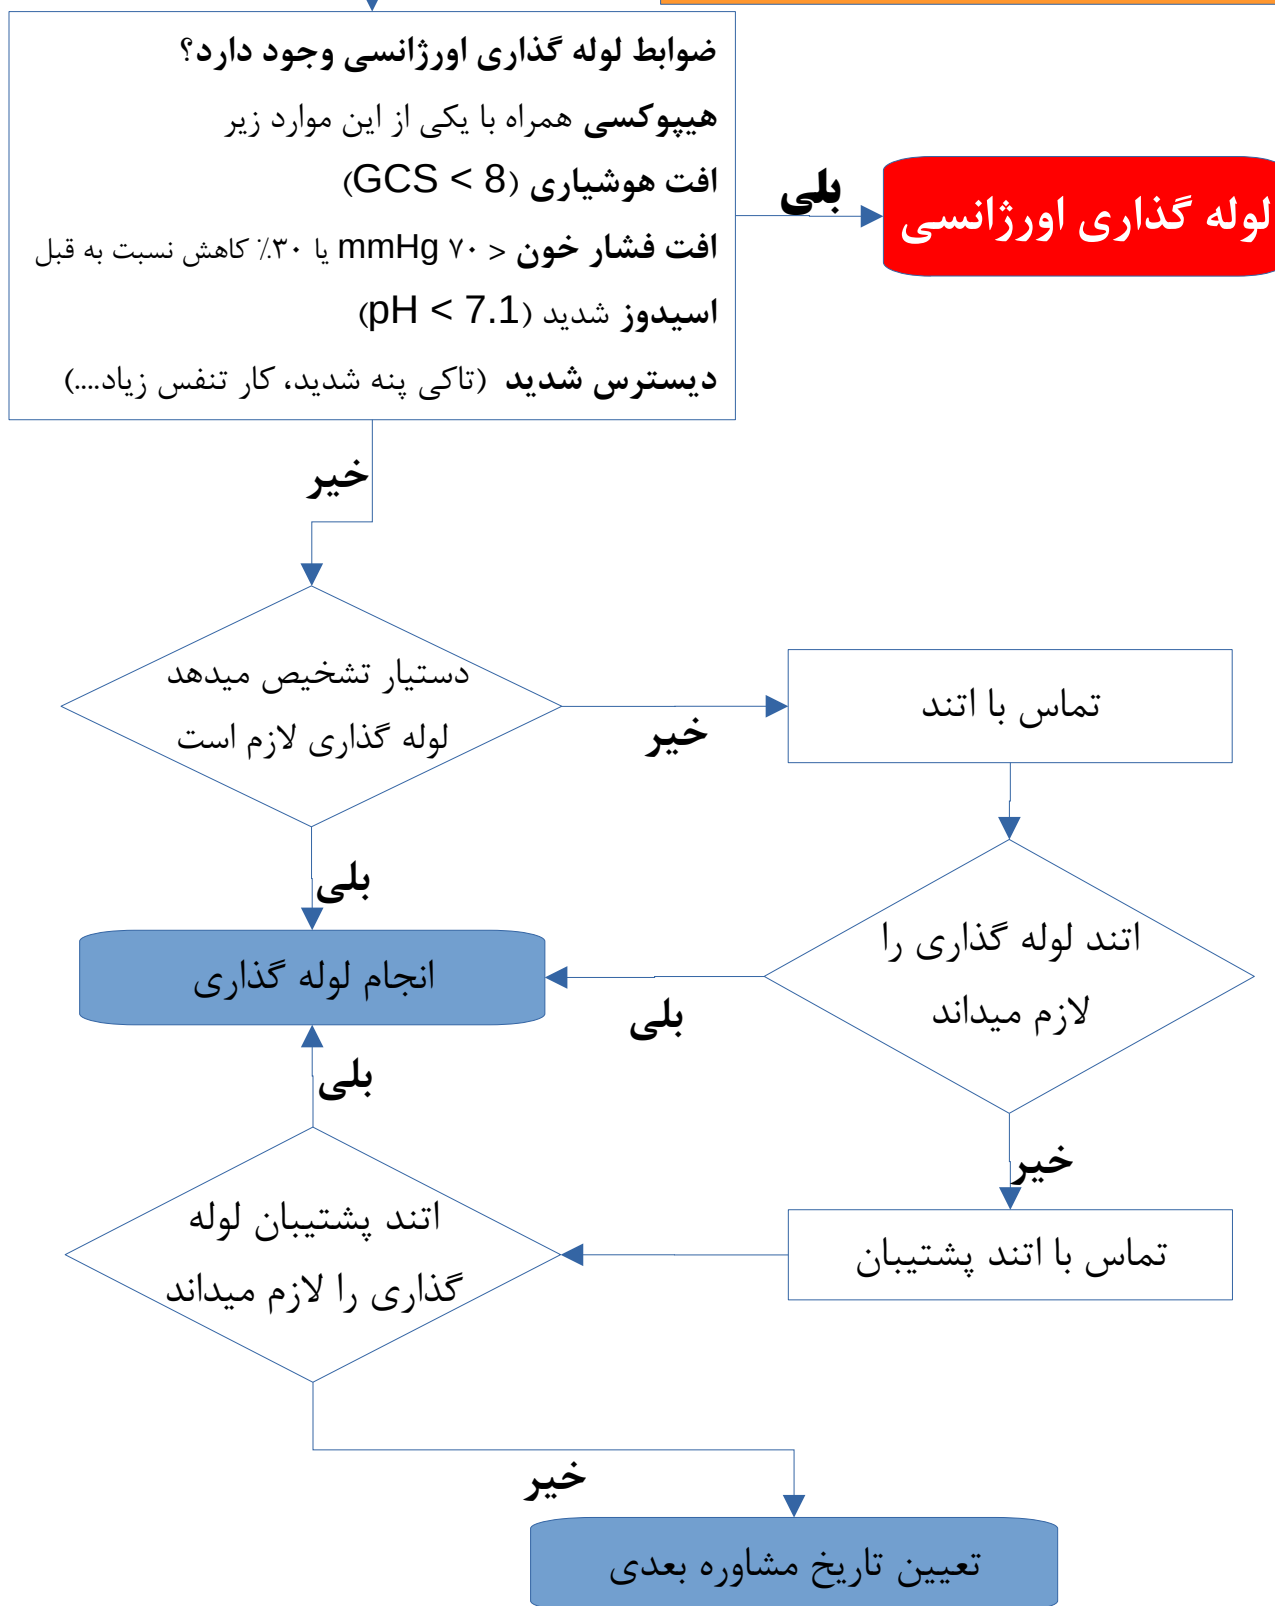 ضوابط لوله گذاری اورژانسی وجود دارد؟
هیپوکسی همراه با یکی از این موارد زیر
افت هوشیاری (GCS < 8)
افت فشار خون < ۷۰ mmHg یا ۳۰٪ کاهش نسبت به قبل
اسیدوز شدید (pH < 7.1)
دیسترس شدید (تاکی پنه شدید، کار تنفس زیاد....)
بلی
لوله گذاری اورژانسی
خیر
دستیار تشخیص میدهد
لوله گذاری لازم است
خیر
تماس با اتند
بلی
اتند لوله گذاری را
لازم میداند
انجام لوله گذاری
بلی
بلی
خیر
تماس با اتند پشتیبان
اتند پشتیبان لوله
گذاری را لازم میداند
خیر
تعیین تاریخ مشاوره بعدی